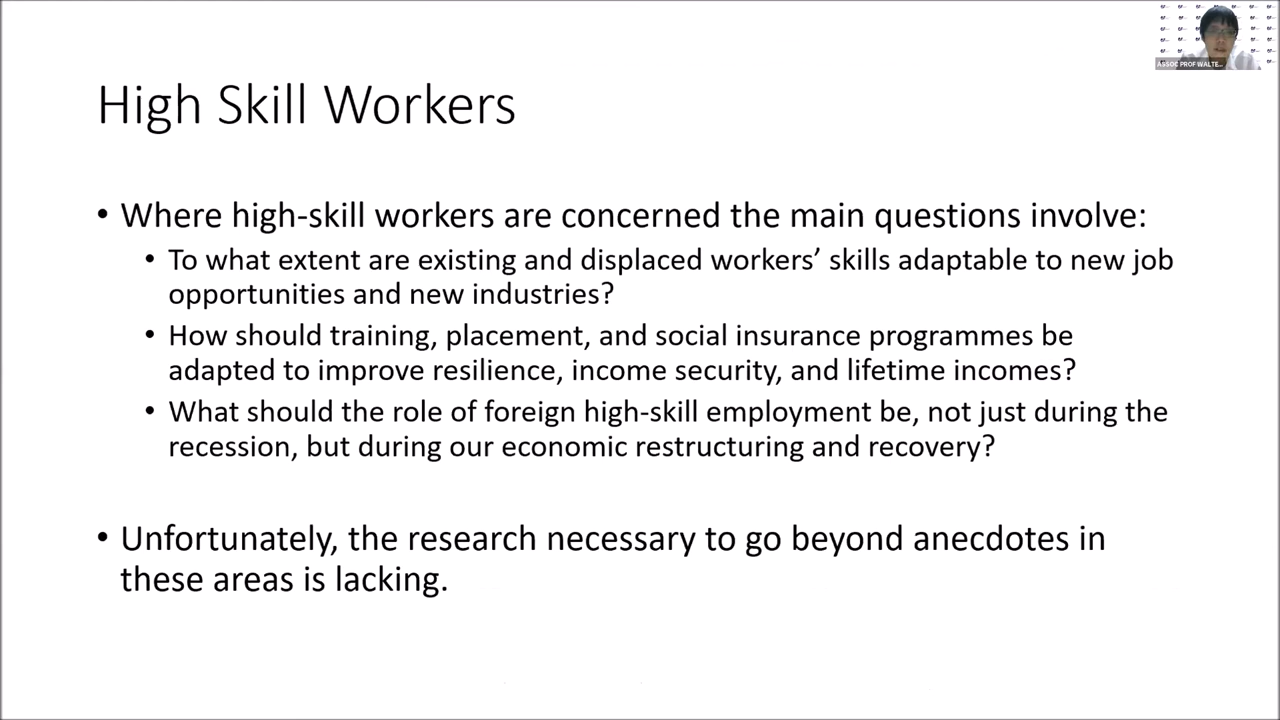 ASSOC PROF WALTE...
High Skill Workers
• Where high-skill workers are concerned the main questions involve:
• To what extent are existing and displaced workers’ skills adaptable to new job
opportunities and new industries?
• How should training, placement, and social insurance programmes be
adapted to improve resilience, income security, and lifetime incomes?
• What should the role of foreign high-skill employment be, not just during the
recession, but during our economic restructuring and recovery?
• Unfortunately, the research necessary to go beyond anecdotes in
these areas is lacking.